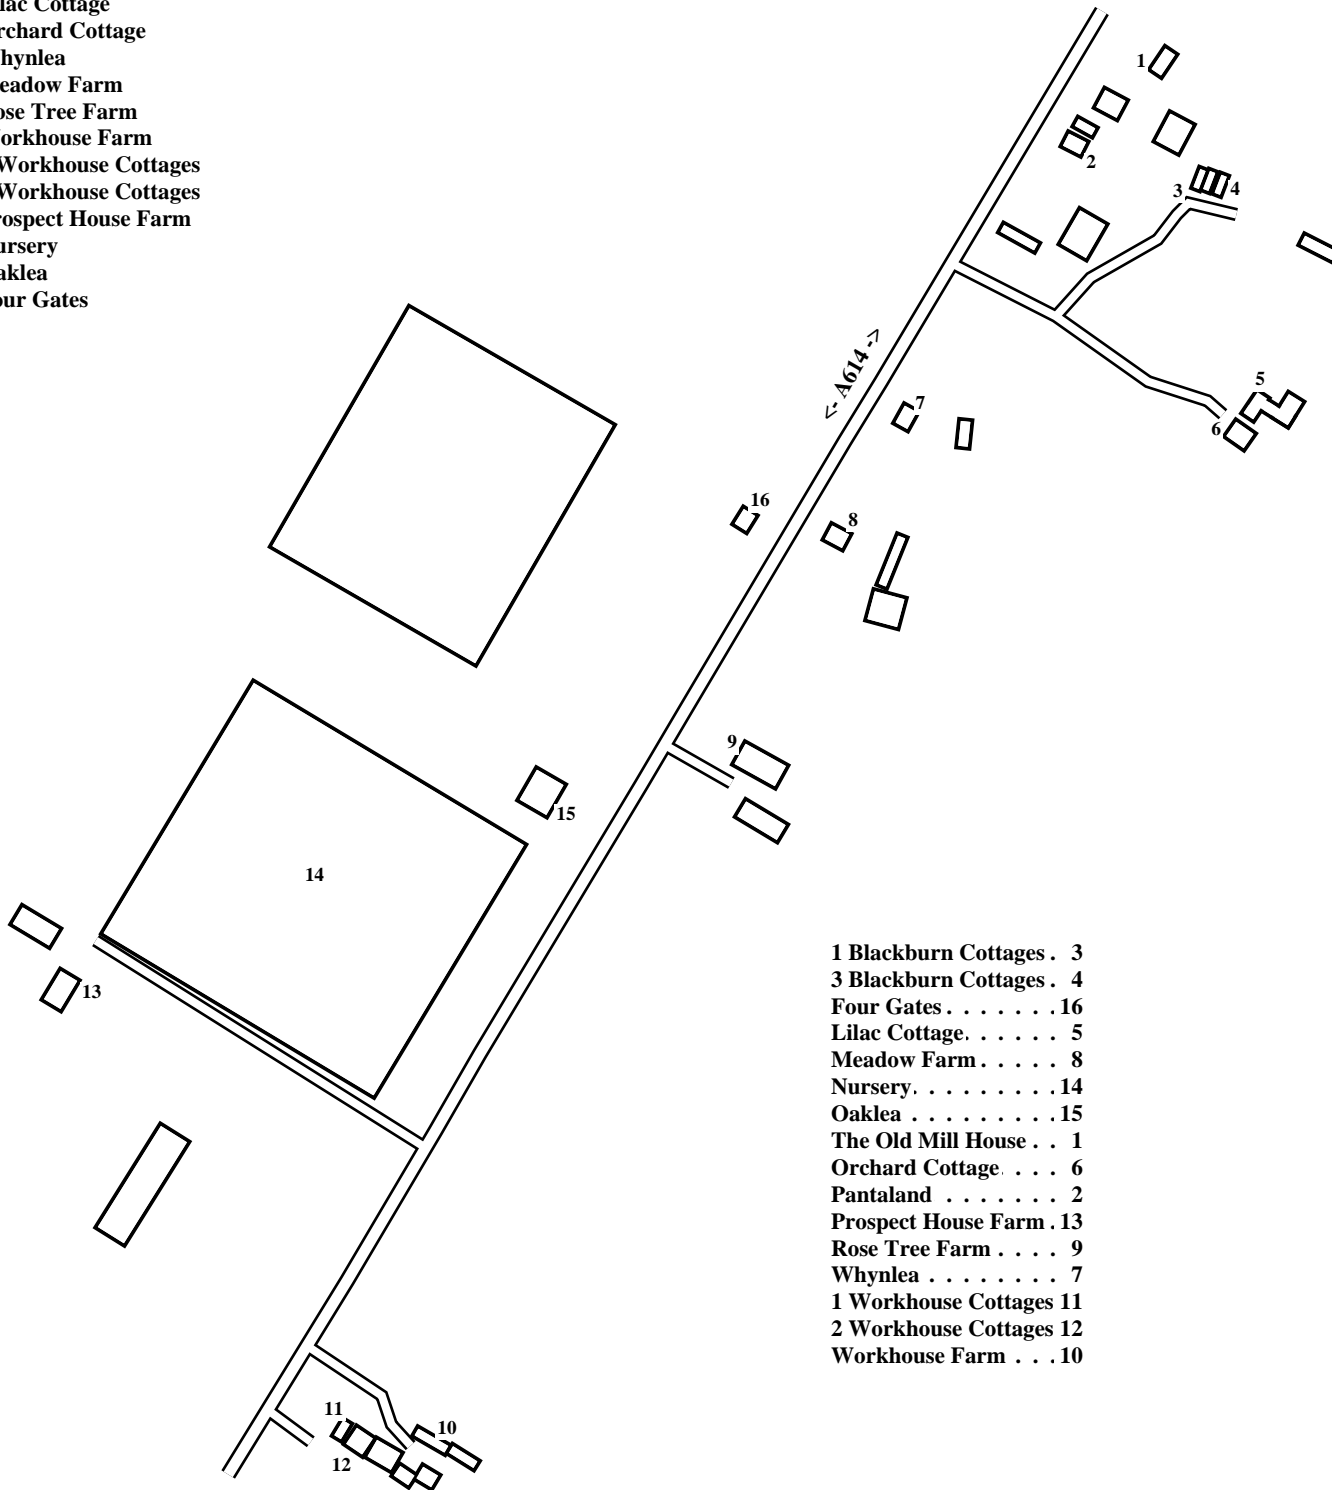 lac Cottage
rchard Cottage
hynlea
eadow Farm
ose Tree Farm
orkhouse Farm
Workhouse Cottages
Workhouse Cottages
rospect House Farm
ursery
aklea
our Gates
1
2
3
4
5
6
<- A614 ->
7
16
8
9
15
14
13
11
10
12
1 Blackburn Cottages . 3
3 Blackburn Cottages . 4
Four Gates . . . . . . . 16
Lilac Cottage . . . . . . 5
Meadow Farm . . . . . 8
Nursery . . . . . . . . . 14
Oaklea . . . . . . . . . 15
The Old Mill House . . 1
Orchard Cottage . . . . 6
Pantaland . . . . . . . 2
Prospect House Farm . 13
Rose Tree Farm . . . . 9
Whynlea . . . . . . . . 7
1 Workhouse Cottages 11
2 Workhouse Cottages 12
Workhouse Farm . . . 10